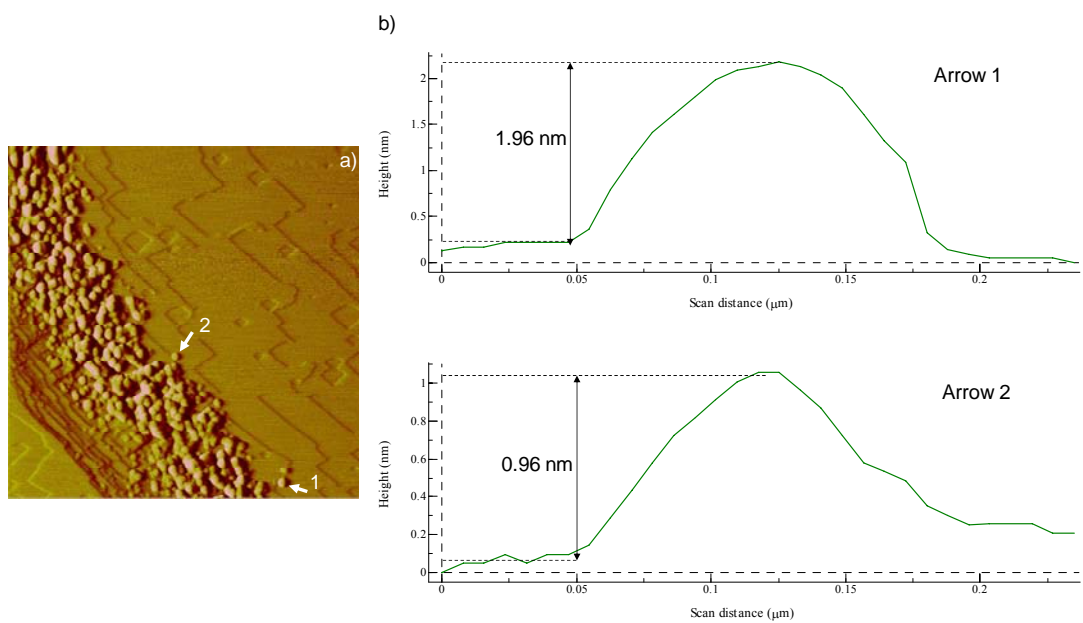 b)
a)
2
1
Arrow 1
1.96 nm
Height (nm)
2
1.5
1
0.5
0
0
0.05
0.1
0.15
0.2
Scan distance (μm)
Arrow 2
0.96 nm
Height (nm)
1
0.8
0.6
0.4
0.2
0
0
0.05
0.1
0.15
0.2
Scan distance (μm)